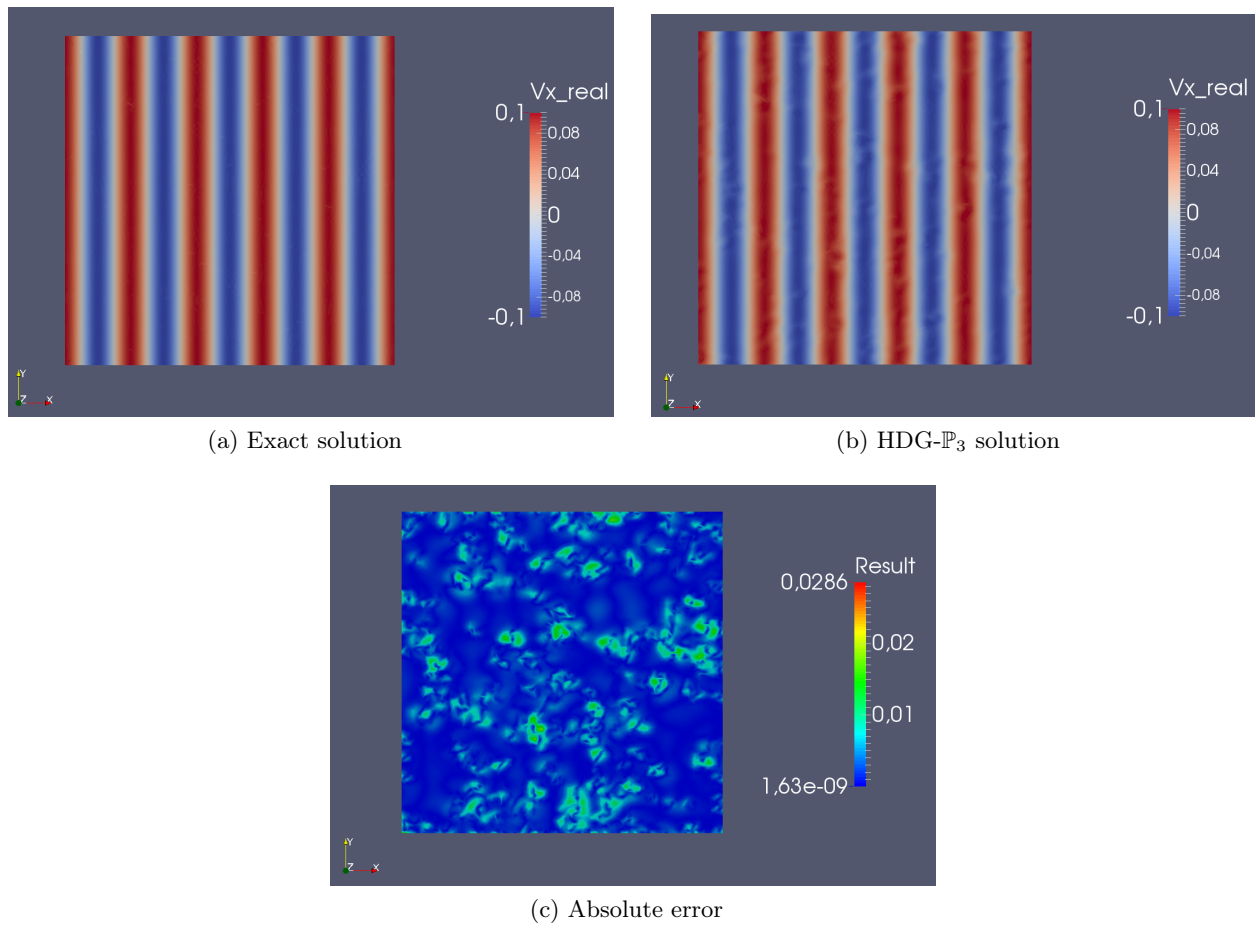 Vx_real
0,1
0,08
0,04
0
-0,04
-0,08
-0,1
Y
Z X
(a) Exact solution
Vx_real
0,1
0,08
0,04
0
-0,04
-0,08
-0,1
Y
Z X
(b) HDG-ℙ₃ solution
Result
0,0286
0,02
0,01
1,63e-09
Y
Z X
(c) Absolute error